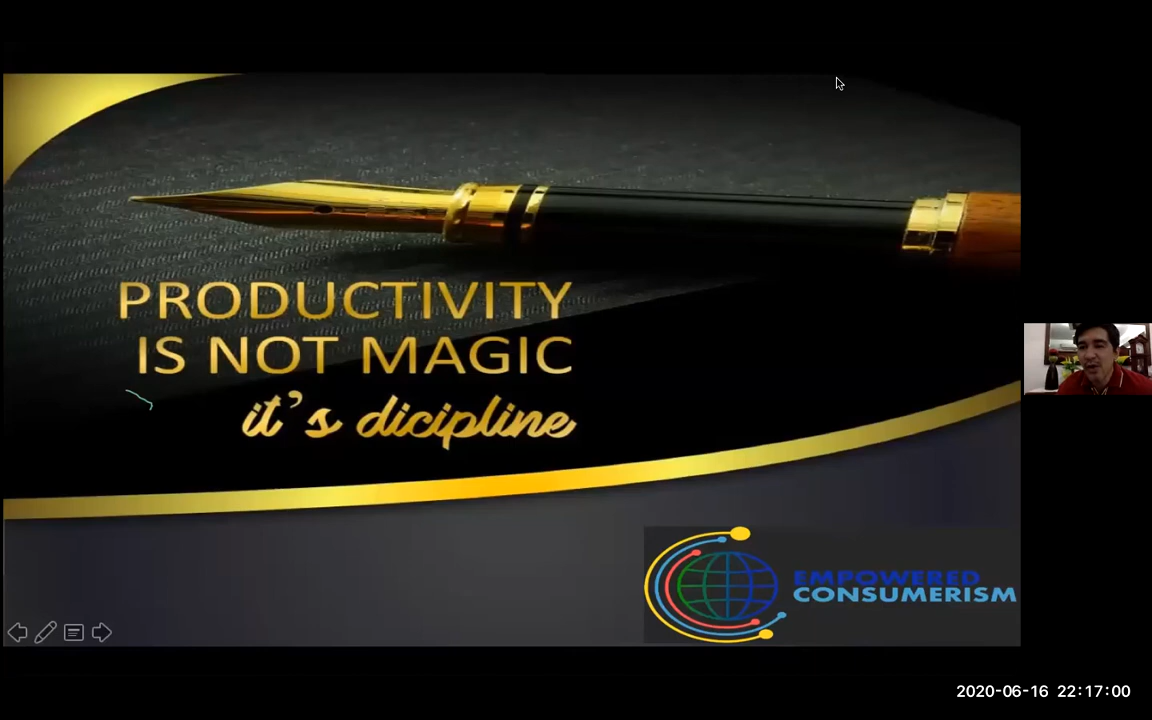 PRODUCTIVITY
IS NOT MAGIC
it's dicipline
EMPOWERED
CONSUMERISM
2020-06-16 22:17:00